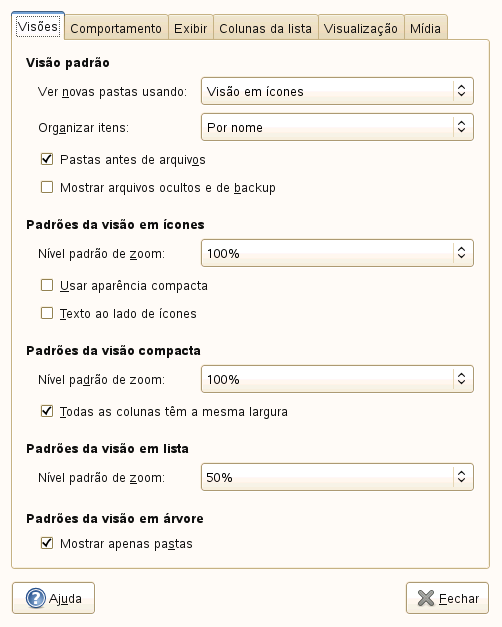 Visões Comportamento Exibir Colunas da lista Visualização Mídia
Visão padrão
Ver novas pastas usando: Visão em ícones
Organizar itens: Por nome
Pastas antes de arquivos
Mostrar arquivos ocultos e de backup
Padrões da visão em ícones
Nível padrão de zoom: 100%
Usar aparência compacta
Texto ao lado de ícones
Padrões da visão compacta
Nível padrão de zoom: 100%
Todas as colunas têm a mesma largura
Padrões da visão em lista
Nível padrão de zoom: 50%
Padrões da visão em árvore
Mostrar apenas pastas
Ajuda Fechar